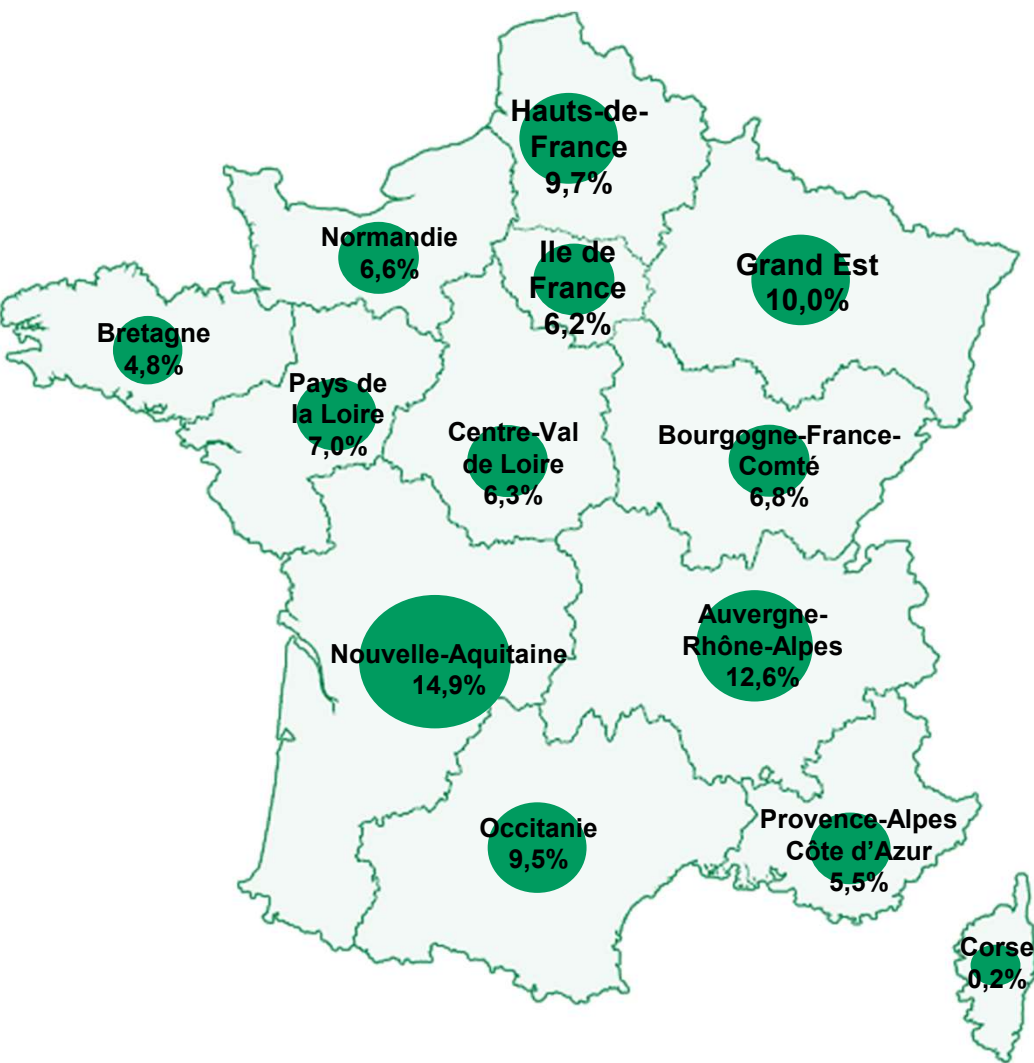 Hauts-de-
France
9,7%
Normandie
6,6%
Ile de
France
6,2%
Grand Est
10,0%
Bretagne
4,8%
Pays de
la Loire
7,0%
Centre-Val
de Loire
6,3%
Bourgogne-France-
Comté
6,8%
Nouvelle-Aquitaine
14,9%
Auvergne-
Rhône-Alpes
12,6%
Occitanie
9,5%
Provence-Alpes
Côte d’Azur
5,5%
Corse
0,2%